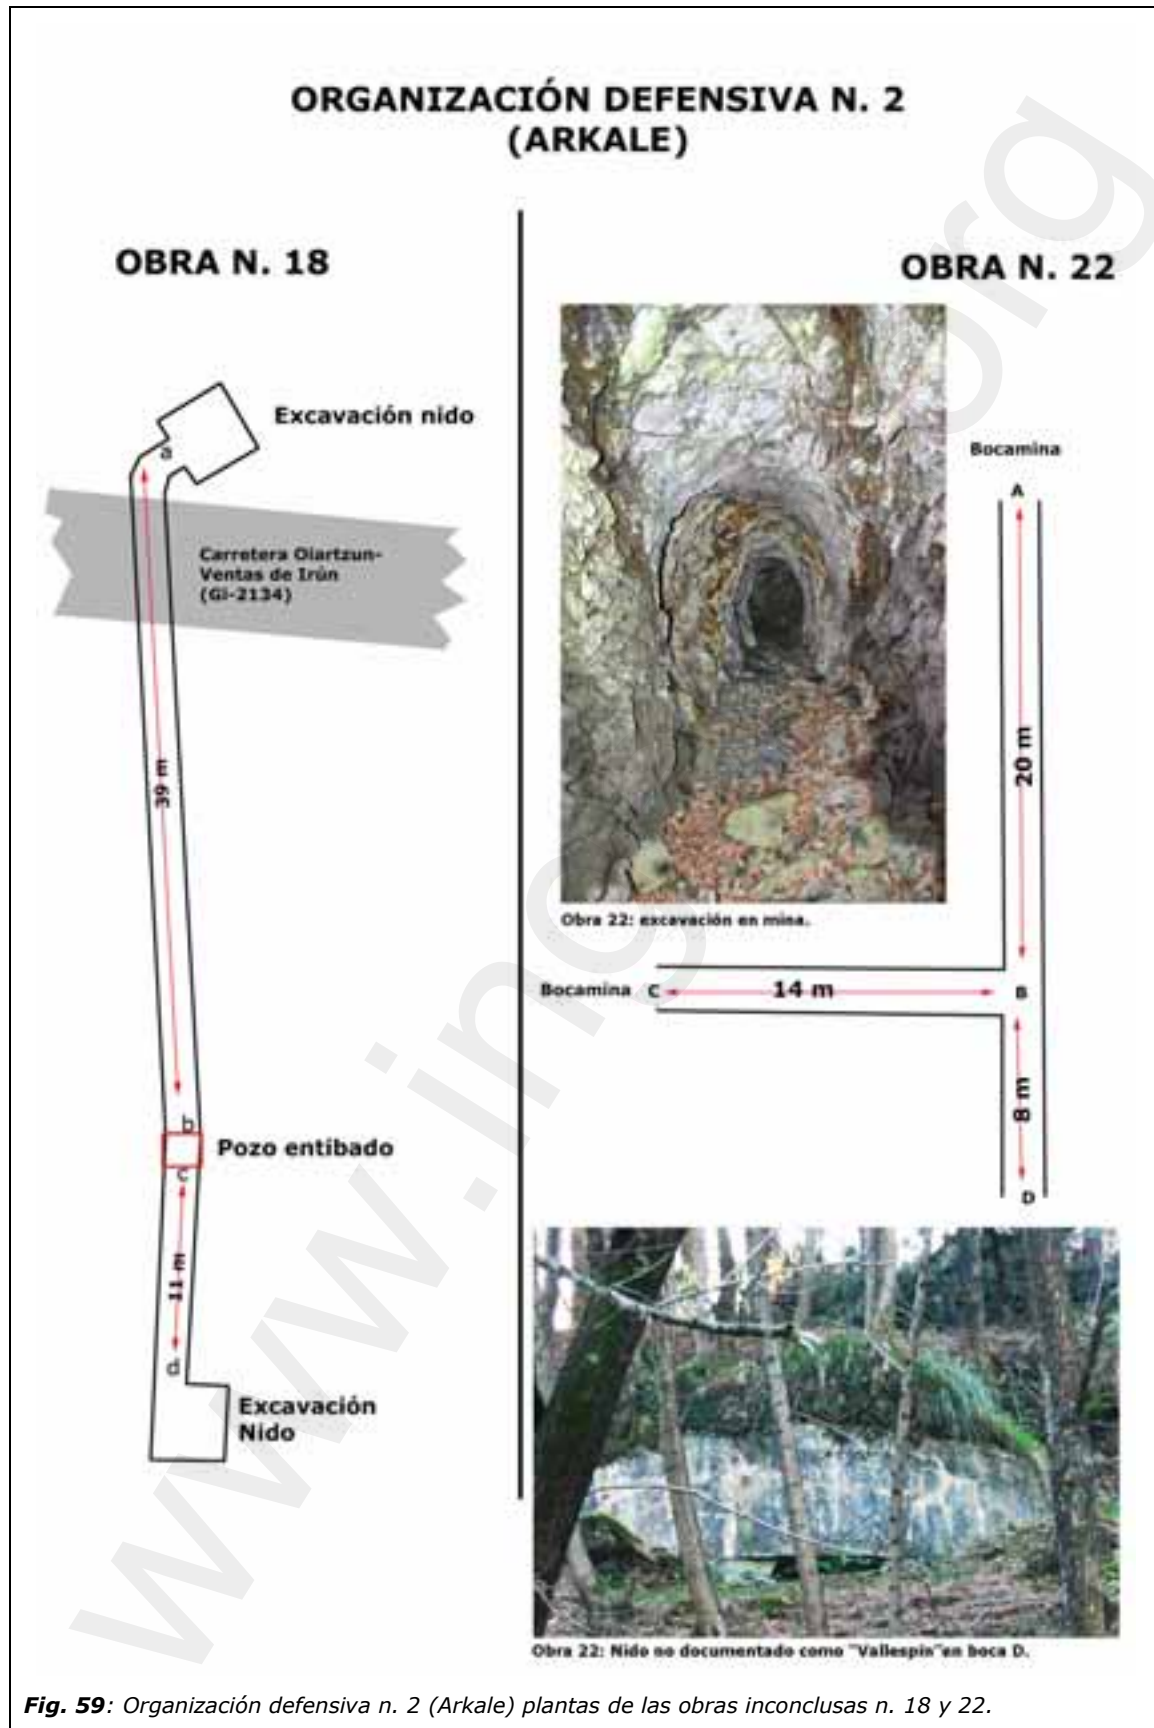 ORGANIZACIÓN DEFENSIVA N. 2
(ARKALE)
OBRA N. 18
Excavación nido
a
Carretera Oiartzun-
Ventas de Irún
(GI-2134)
39 m
b
Pozo entibado
c
11 m
d
Excavación
Nido
OBRA N. 22
Bocamina
A
20 m
Obra 22: excavación en mina.
Bocamina C
14 m
B
8 m
D
Obra 22: Nido no documentado como "Vallespin"en boca D.
Fig. 59: Organización defensiva n. 2 (Arkale) plantas de las obras inconclusas n. 18 y 22.